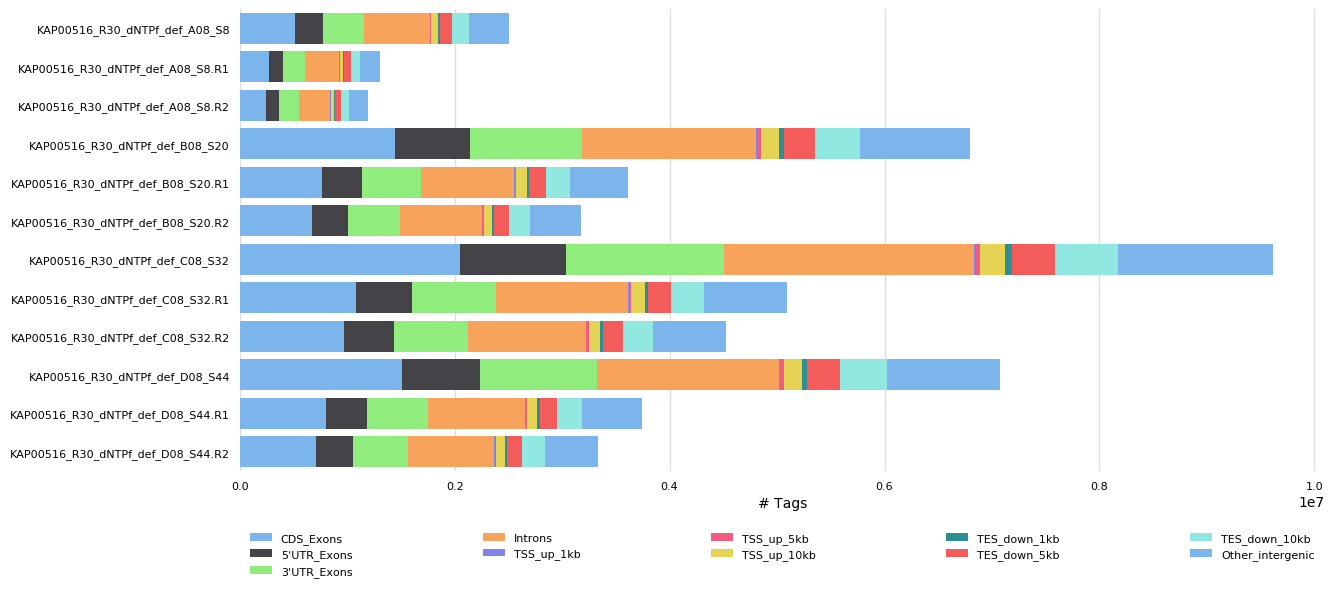 KAP00516_R30_dNTPf_def_A08_S8
KAP00516_R30_dNTPf_def_A08_S8.R1
KAP00516_R30_dNTPf_def_A08_S8.R2
KAP00516_R30_dNTPf_def_B08_S20
KAP00516_R30_dNTPf_def_B08_S20.R1
KAP00516_R30_dNTPf_def_B08_S20.R2
KAP00516_R30_dNTPf_def_C08_S32
KAP00516_R30_dNTPf_def_C08_S32.R1
KAP00516_R30_dNTPf_def_C08_S32.R2
KAP00516_R30_dNTPf_def_D08_S44
KAP00516_R30_dNTPf_def_D08_S44.R1
KAP00516_R30_dNTPf_def_D08_S44.R2
0.0 0.2 0.4 0.6 0.8 1.0
# Tags 1e7
CDS_Exons Introns TSS_up_5kb TES_down_1kb TES_down_10kb
5'UTR_Exons TSS_up_1kb TSS_up_10kb TES_down_5kb Other_intergenic
3'UTR_Exons